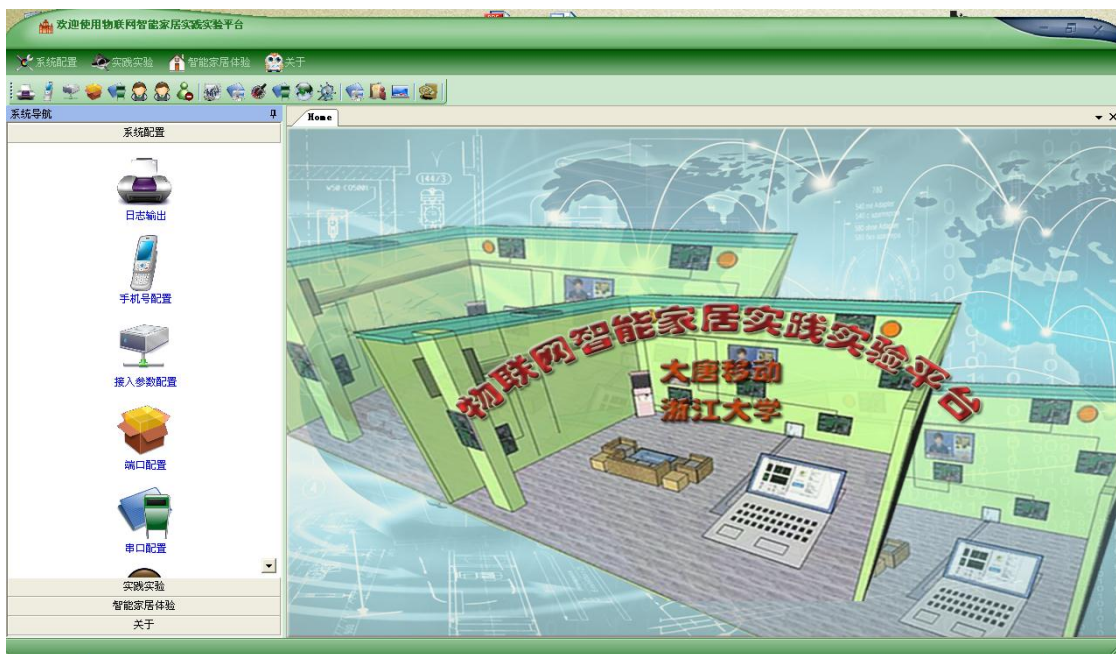 欢迎使用物联网智能家居实践实验平台
系统配置 实践实验 智能家居体验 关于
系统导航
Home
系统配置
日志输出
手机号配置
接入参数配置
端口配置
串口配置
实践实验
智能家居体验
关于
(144/3)
物联网智能家居实践实验平台
大唐移动
浙江大学